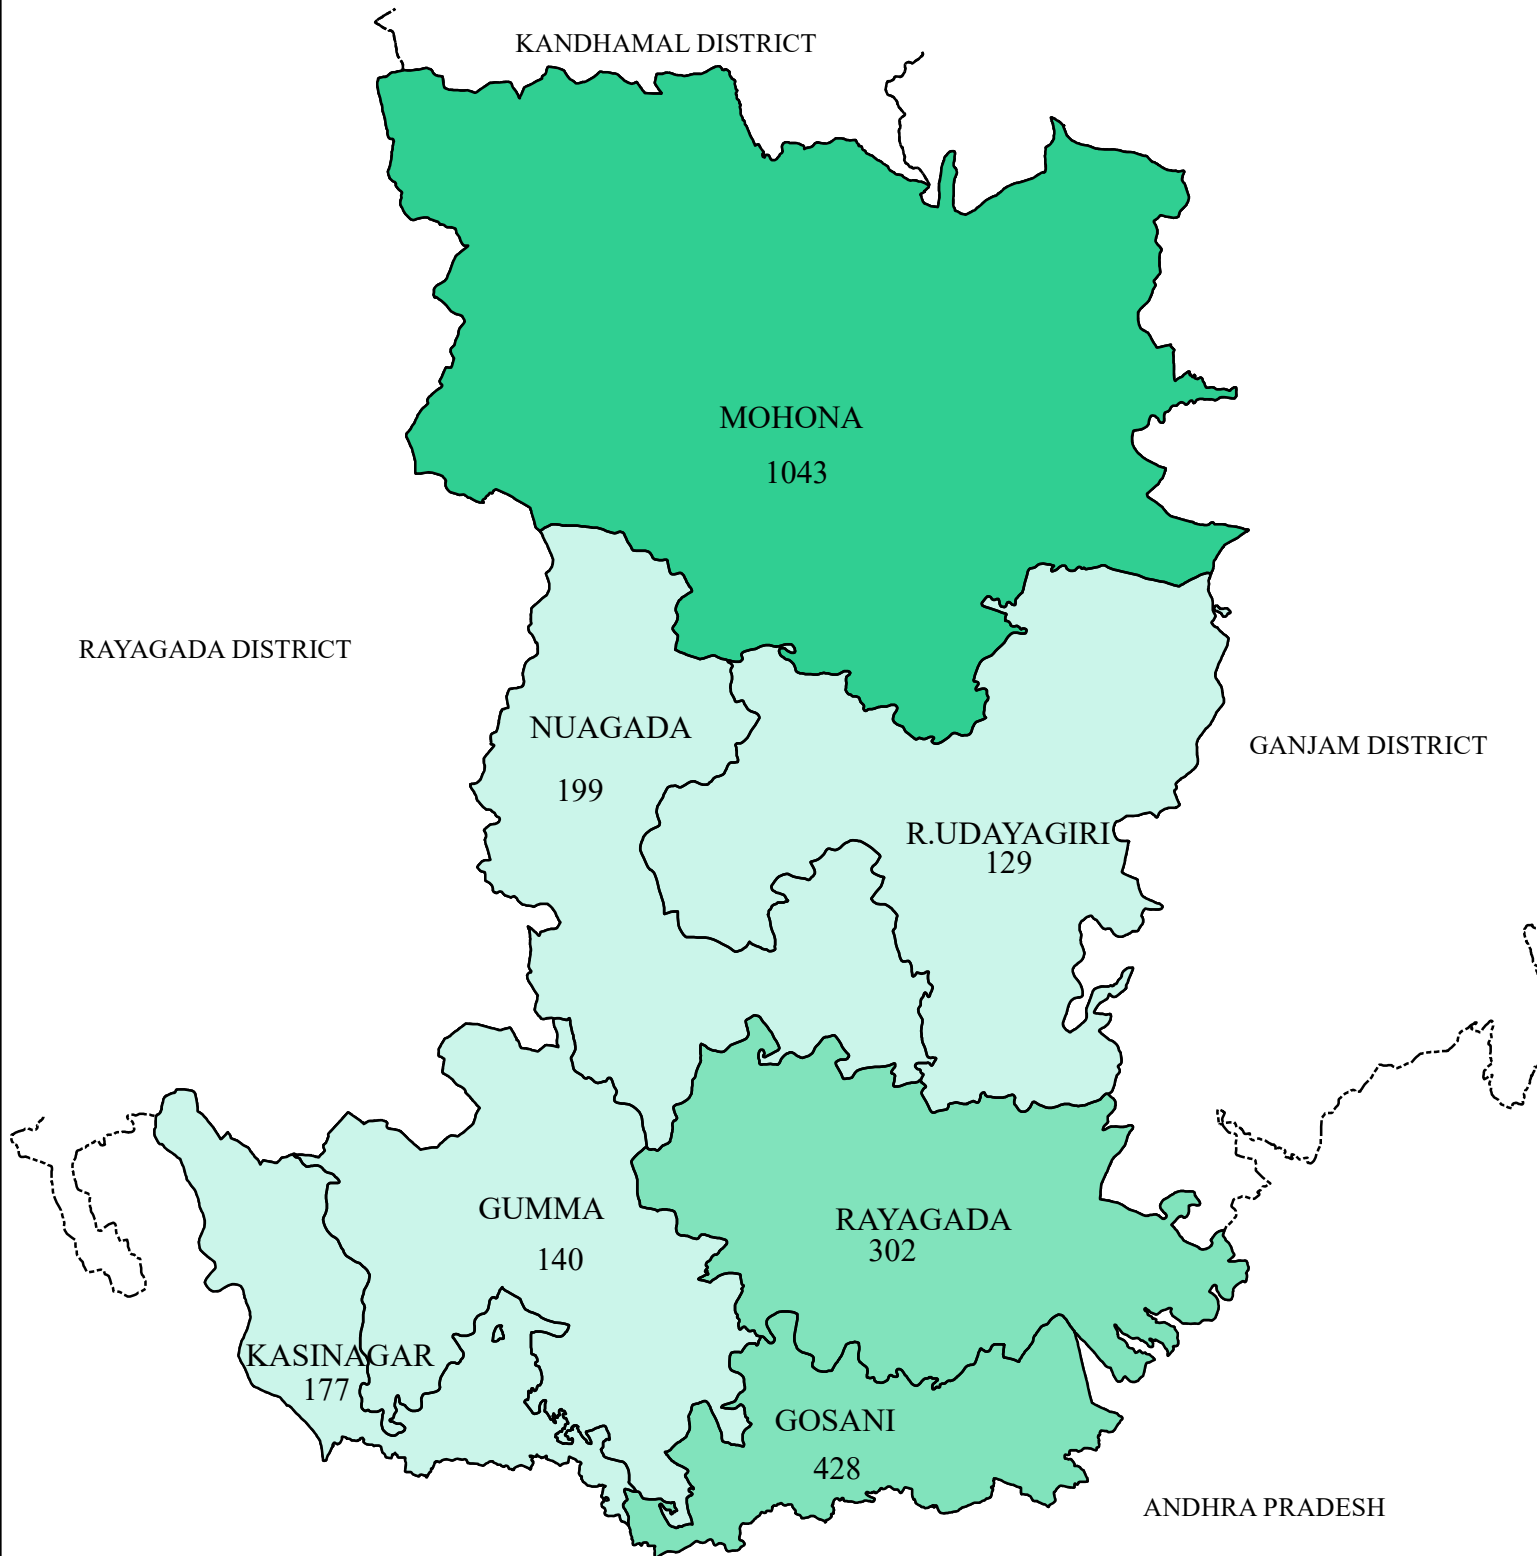 KANDHAMAL DISTRICT
MOHONA
1043
RAYAGADA DISTRICT
NUAGADA
199
GANJAM DISTRICT
R.UDAYAGIRI
129
GUMMA
140
RAYAGADA
302
KASINAGAR
177
GOSANI
428
ANDHRA PRADESH